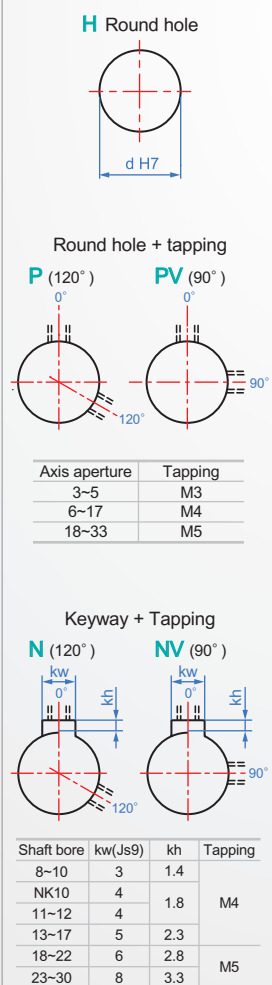 H Round hole
d H7
Round hole + tapping
P (120°) PV (90°)
0° 0°
90°
120°
Axis aperture Tapping
3~5 M3
6~17 M4
18~33 M5
Keyway + Tapping
N (120°) NV (90°)
kw kw
0° kh 0° kh
90°
120°
Shaft bore kw(Js9) kh Tapping
8~10 3 1.4
NK10 4 1.8 M4
11~12 4
13~17 5 2.3
18~22 6 2.8 M5
23~30 8 3.3